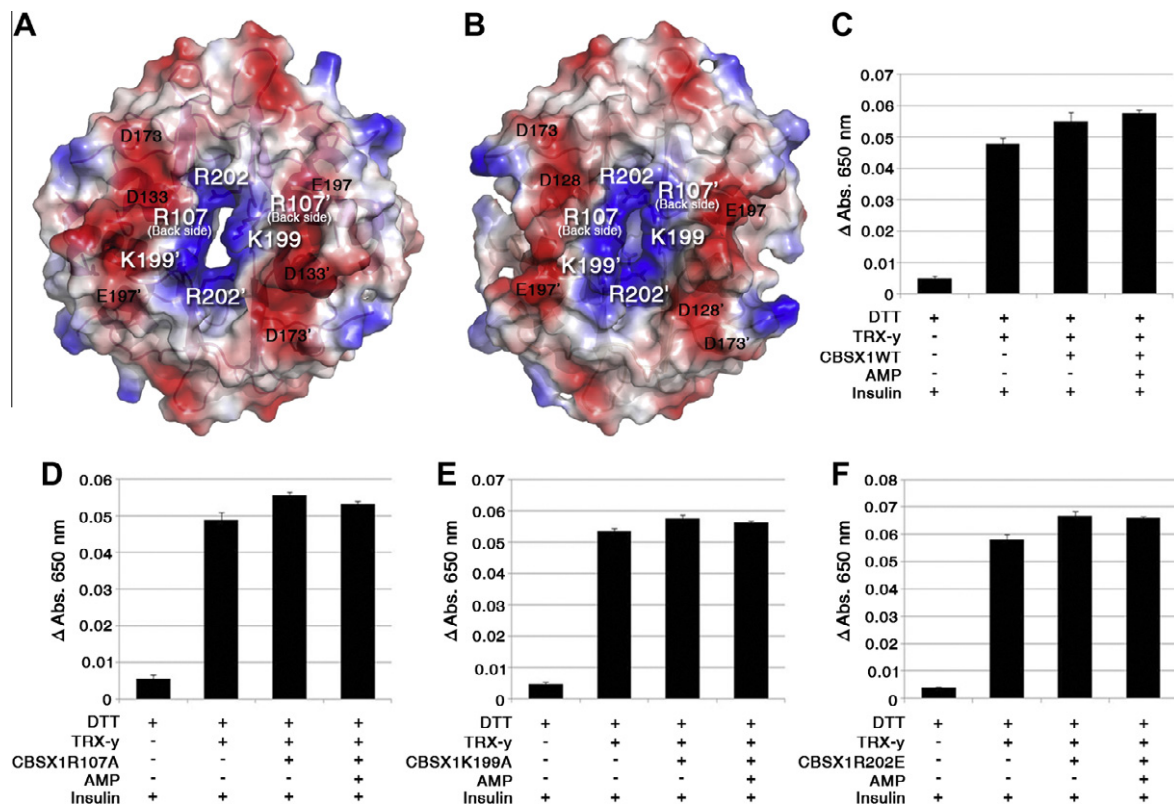 A
D173
R202
D133
E197
R107
(Back side)
R107'
(Back side)
K199'
K199
E197'
R202'
D133'
D173'
B
D173
R202
D128
R107'
(Back side)
R107
(Back side)
E197
K199'
K199
E197'
R202'
D128'
D173'
C
Δ Abs. 650 nm
0.07
0.06
0.05
0.04
0.03
0.02
0.01
0
DTT + + + +
TRX-y - + + +
CBSX1WT - - + +
AMP - - - +
Insulin + + + +
D
Δ Abs. 650 nm
0.06
0.05
0.04
0.03
0.02
0.01
0
DTT + + + +
TRX-y - + + +
CBSX1R107A - - + +
AMP - - - +
Insulin + + + +
E
Δ Abs. 650 nm
0.07
0.06
0.05
0.04
0.03
0.02
0.01
0
DTT + + + +
TRX-y - + + +
CBSX1K199A - - + +
AMP - - - +
Insulin + + + +
F
Δ Abs. 650 nm
0.08
0.07
0.06
0.05
0.04
0.03
0.02
0.01
0
DTT + + + +
TRX-y - + + +
CBSX1R202E - - + +
AMP - - - +
Insulin + + + +